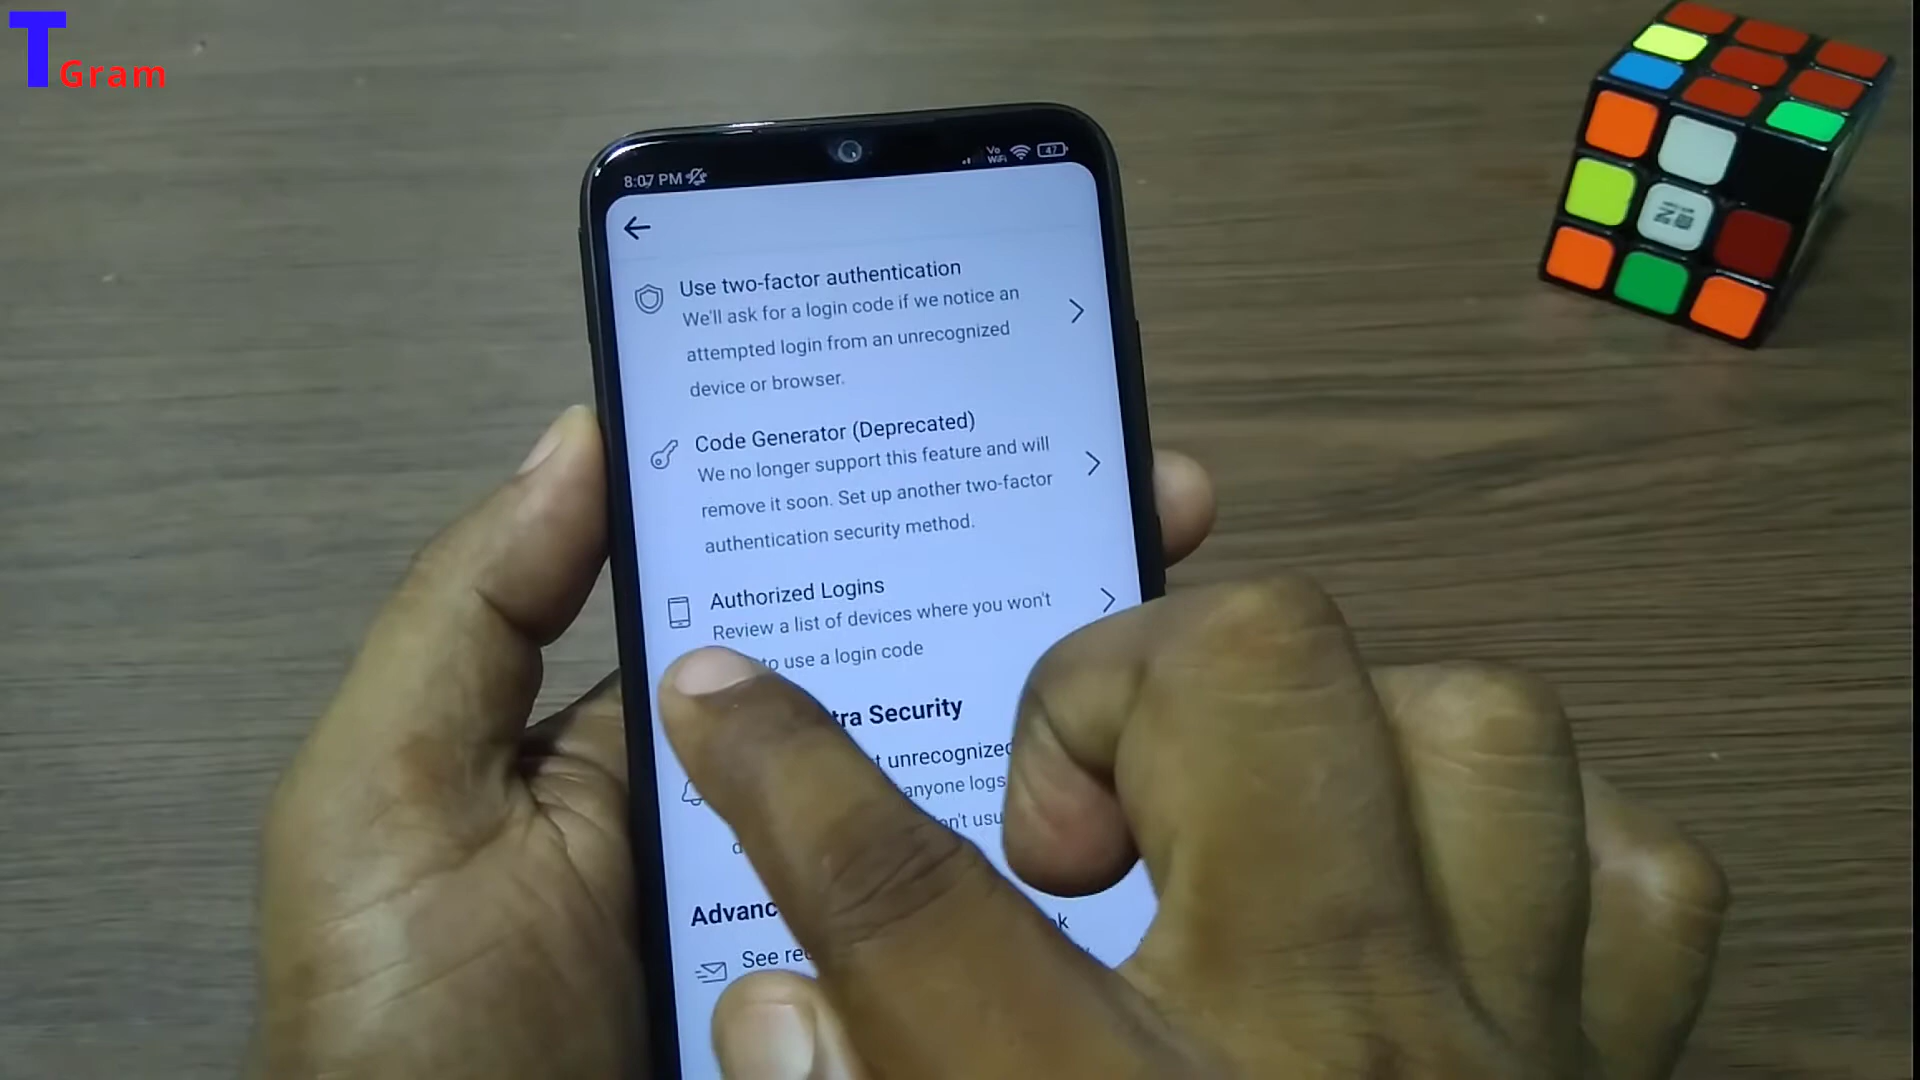 TGram
8:07 PM
Vo
WiFi
47
Use two-factor authentication
We'll ask for a login code if we notice an
attempted login from an unrecognized
device or browser.
Code Generator (Deprecated)
We no longer support this feature and will
remove it soon. Set up another two-factor
authentication security method.
Authorized Logins
Review a list of devices where you won't
to use a login code
Security
unrecognized
anyone logs
See